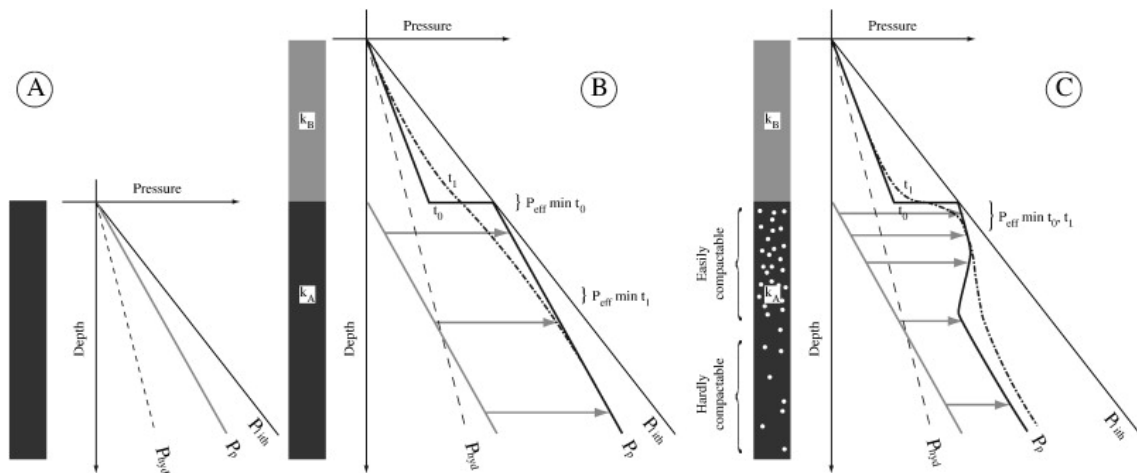 A
Pressure
Depth
P_hyd
P_p
P_lith
B
Pressure
k_B
k_A
Depth
t_1
t_0
} P_eff min t_0
} P_eff min t_1
P_hyd
P_p
P_lith
C
Pressure
k_B
k_A
Easily
compactable
Hardly
compactable
Depth
t_1
t_0
} P_eff min t_0, t_1
P_hyd
P_p
P_lith